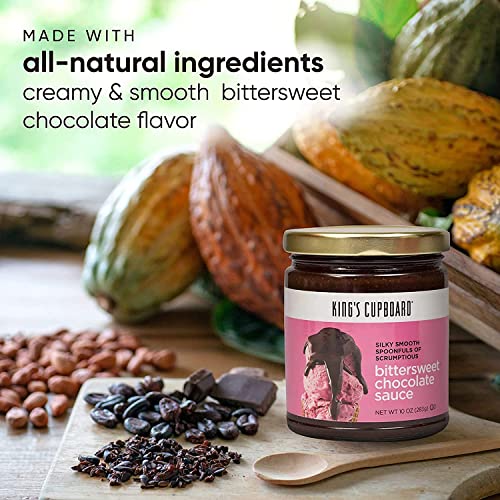 MADE WITH
all-natural ingredients
creamy & smooth bittersweet
chocolate flavor
KING'S CUPBOARD
SILKY SMOOTH
SPOONFULS OF
SCRUMPTIOUS
bittersweet
chocolate
sauce
NET WT 10 OZ (283g)